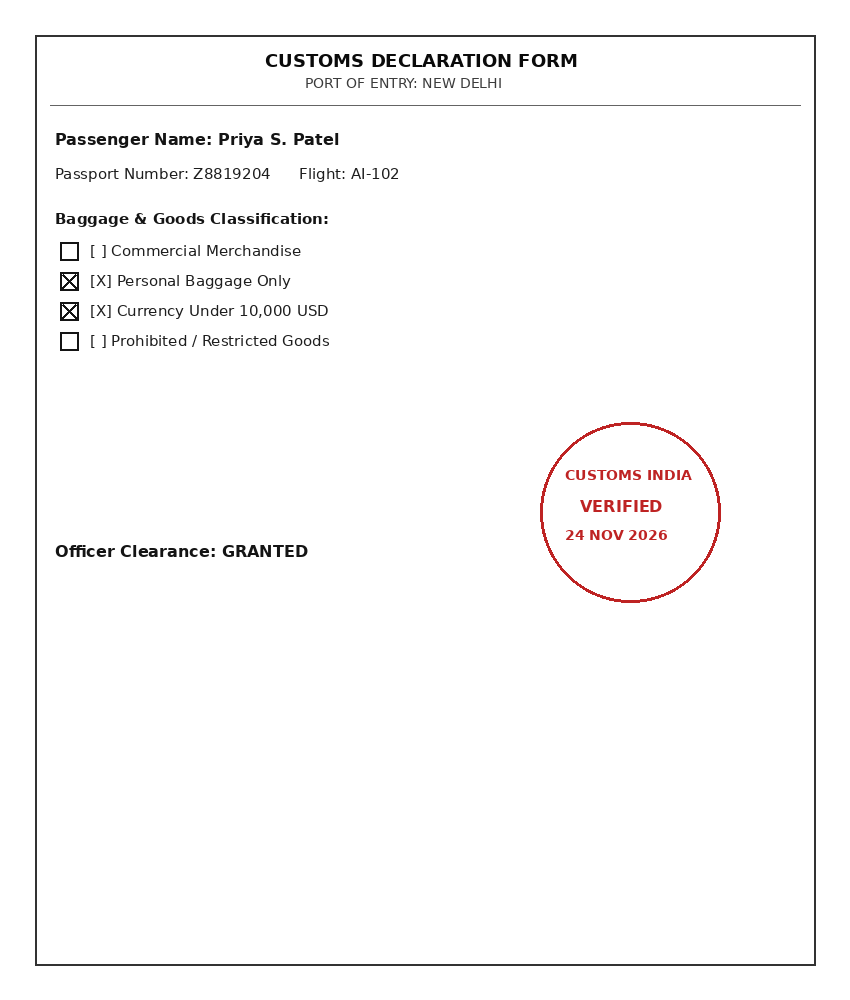 CUSTOMS DECLARATION FORM
PORT OF ENTRY: NEW DELHI
Passenger Name: Priya S. Patel
Passport Number: Z8819204 Flight: AI-102
Baggage & Goods Classification:
[ ] Commercial Merchandise
[X] Personal Baggage Only
[X] Currency Under 10,000 USD
[ ] Prohibited / Restricted Goods
CUSTOMS INDIA
VERIFIED
24 NOV 2026
Officer Clearance: GRANTED